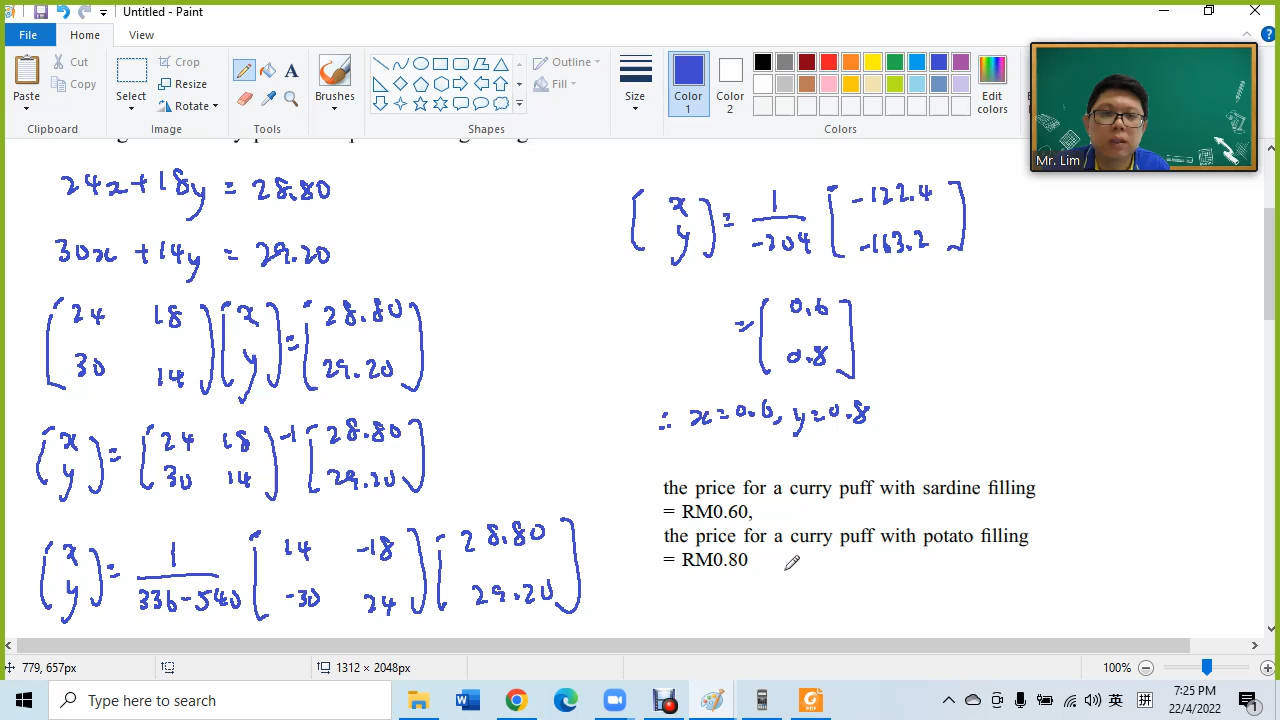 Untitled - Paint
File Home View
Paste Cut Copy Clipboard
Select Crop Resize Rotate Image
Tools
Brushes
Outline Fill Shapes
Size
Color 1
Color 2
Colors
Edit colors
Mr. Lim
24x + 18y = 28.80
30x + 14y = 29.20
(24 18
30 14)(x
y) = [28.80
29.20]
(x
y) = [24 18
30 14]-1 [28.80
29.20]
(x
y) = 1/336-540 [14 -18
-30 24][28.80
29.20]
(x
y) = 1/-204 [-122.4
-163.2]
= [0.6
0.8]
∴ x = 0.6, y = 0.8
the price for a curry puff with sardine filling
= RM0.60,
the price for a curry puff with potato filling
= RM0.80
779, 657px
1312 × 2048px
100%
Type here to search
英 拼
7:25 PM
22/4/2022